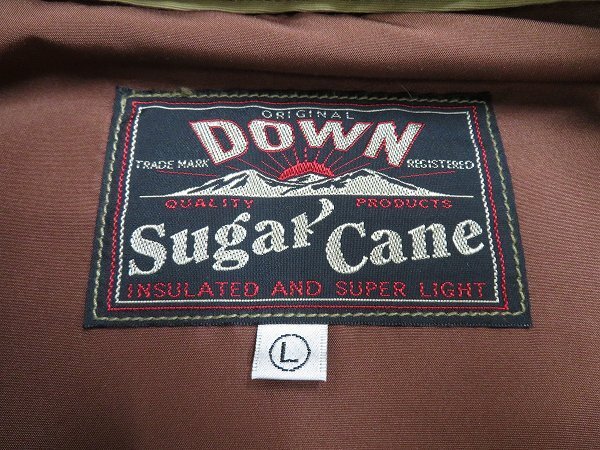 ORIGINAL
DOWN
TRADE MARK REGISTERED
QUALITY PRODUCTS
Sugar Cane
INSULATED AND SUPER LIGHT
L